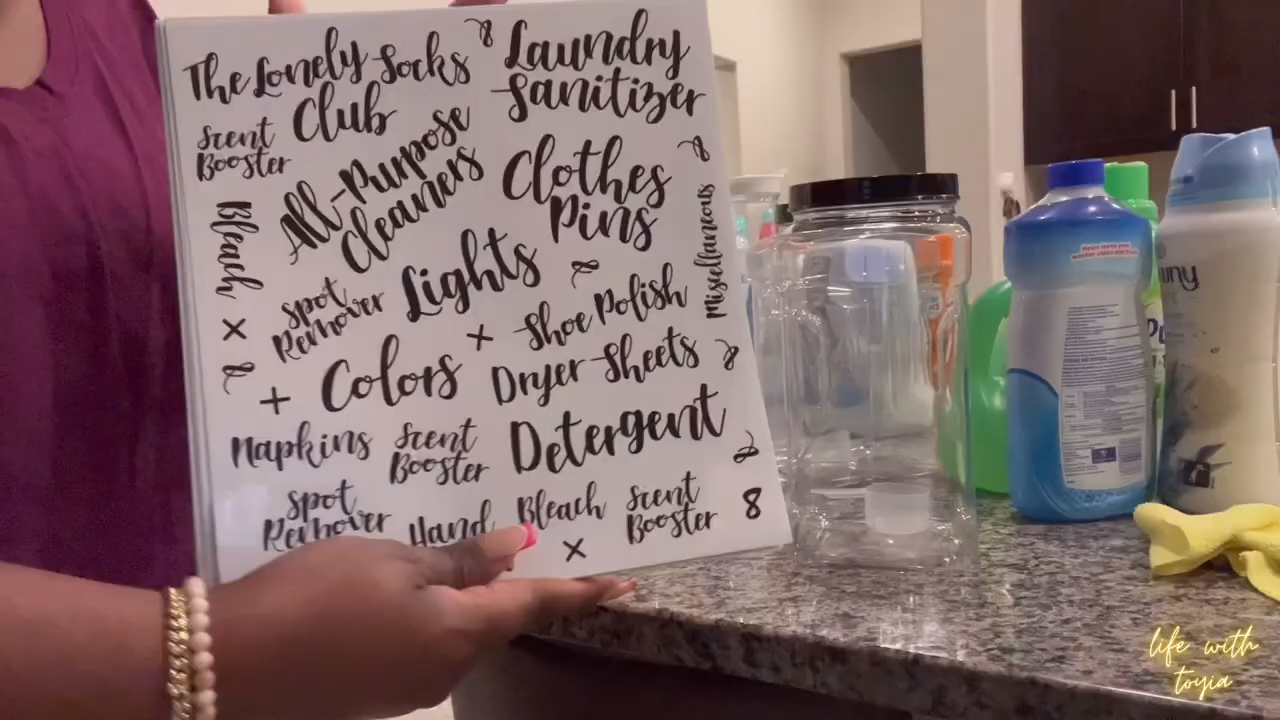 The Lonely Socks
Club
Laundry
Sanitizer
Scent
Booster
All-Purpose
Cleaners
Clothes
Pins
Bleach
Miscellaneous
Spot
Remover
Lights
Shoe Polish
Colors
Dryer Sheets
Napkins
Scent
Booster
Detergent
Spot
Remover
Hand
Bleach
Scent
Booster
life with
toyia